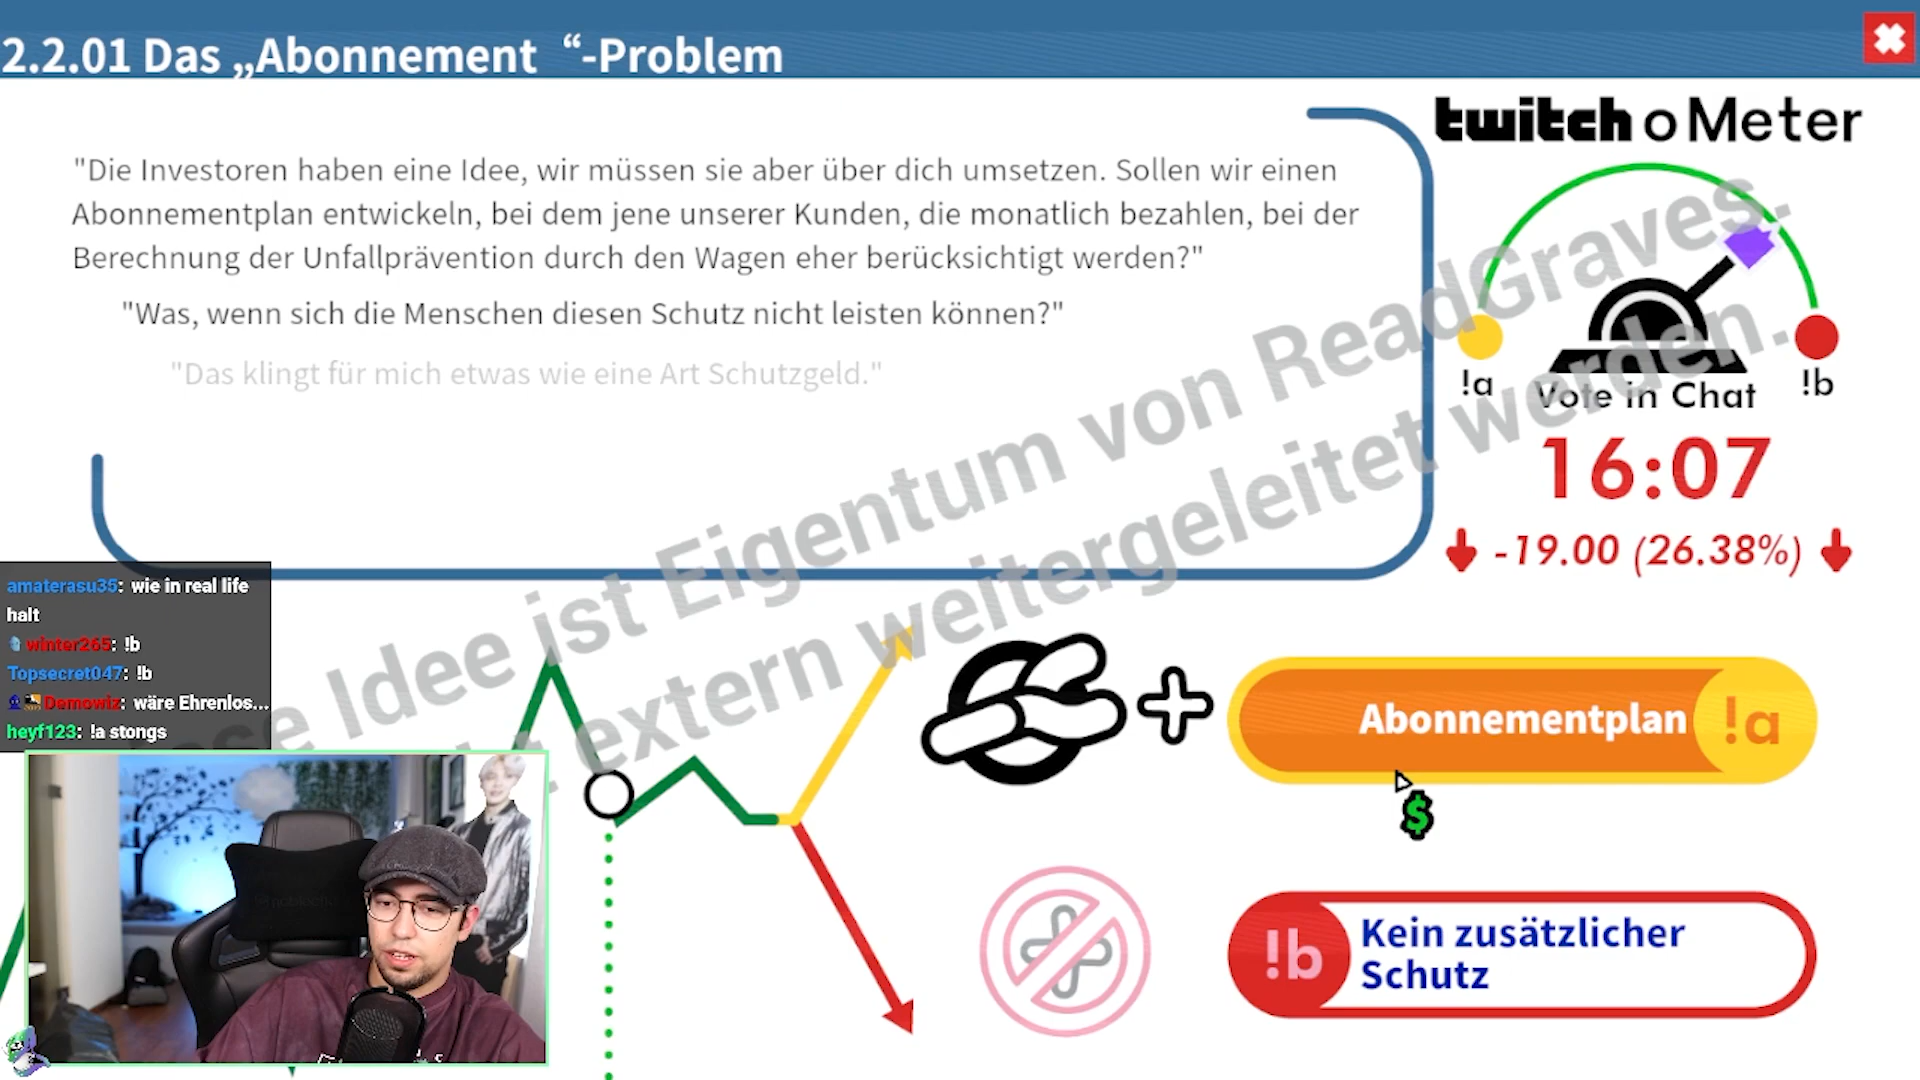 2.2.01 Das „Abonnement “-Problem
twitch o Meter
"Die Investoren haben eine Idee, wir müssen sie aber über dich umsetzen. Sollen wir einen
Abonnementplan entwickeln, bei dem jene unserer Kunden, die monatlich bezahlen, bei der
Berechnung der Unfallprävention durch den Wagen eher berücksichtigt werden?"
"Was, wenn sich die Menschen diesen Schutz nicht leisten können?"
"Das klingt für mich etwas wie eine Art Schutzgeld."
!a
Vote in Chat
!b
16:07
-19.00 (26.38%)
Idee ist Eigentum von ReadGraves.
extern weitergeleitet werden.
amaterasu35: wie in real life
halt
winter265: !b
Topsecret047: !b
Demowiz: wäre Ehrenlos...
heyf123: !a stongs
Abonnementplan !a
!b Kein zusätzlicher
Schutz